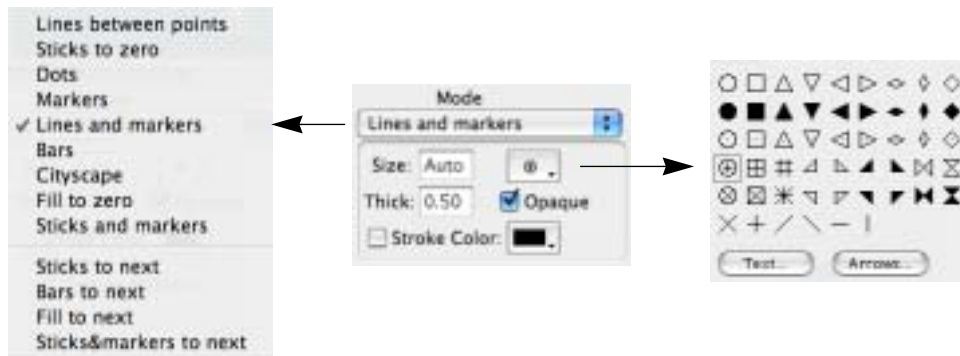 Lines between points
Sticks to zero
Dots
Markers
✓ Lines and markers
Bars
Cityscape
Fill to zero
Sticks and markers
Sticks to next
Bars to next
Fill to next
Sticks&markers to next
Mode
Lines and markers
Size: Auto
Thick: 0.50 Opaque
Stroke Color:
Text... Arrows...